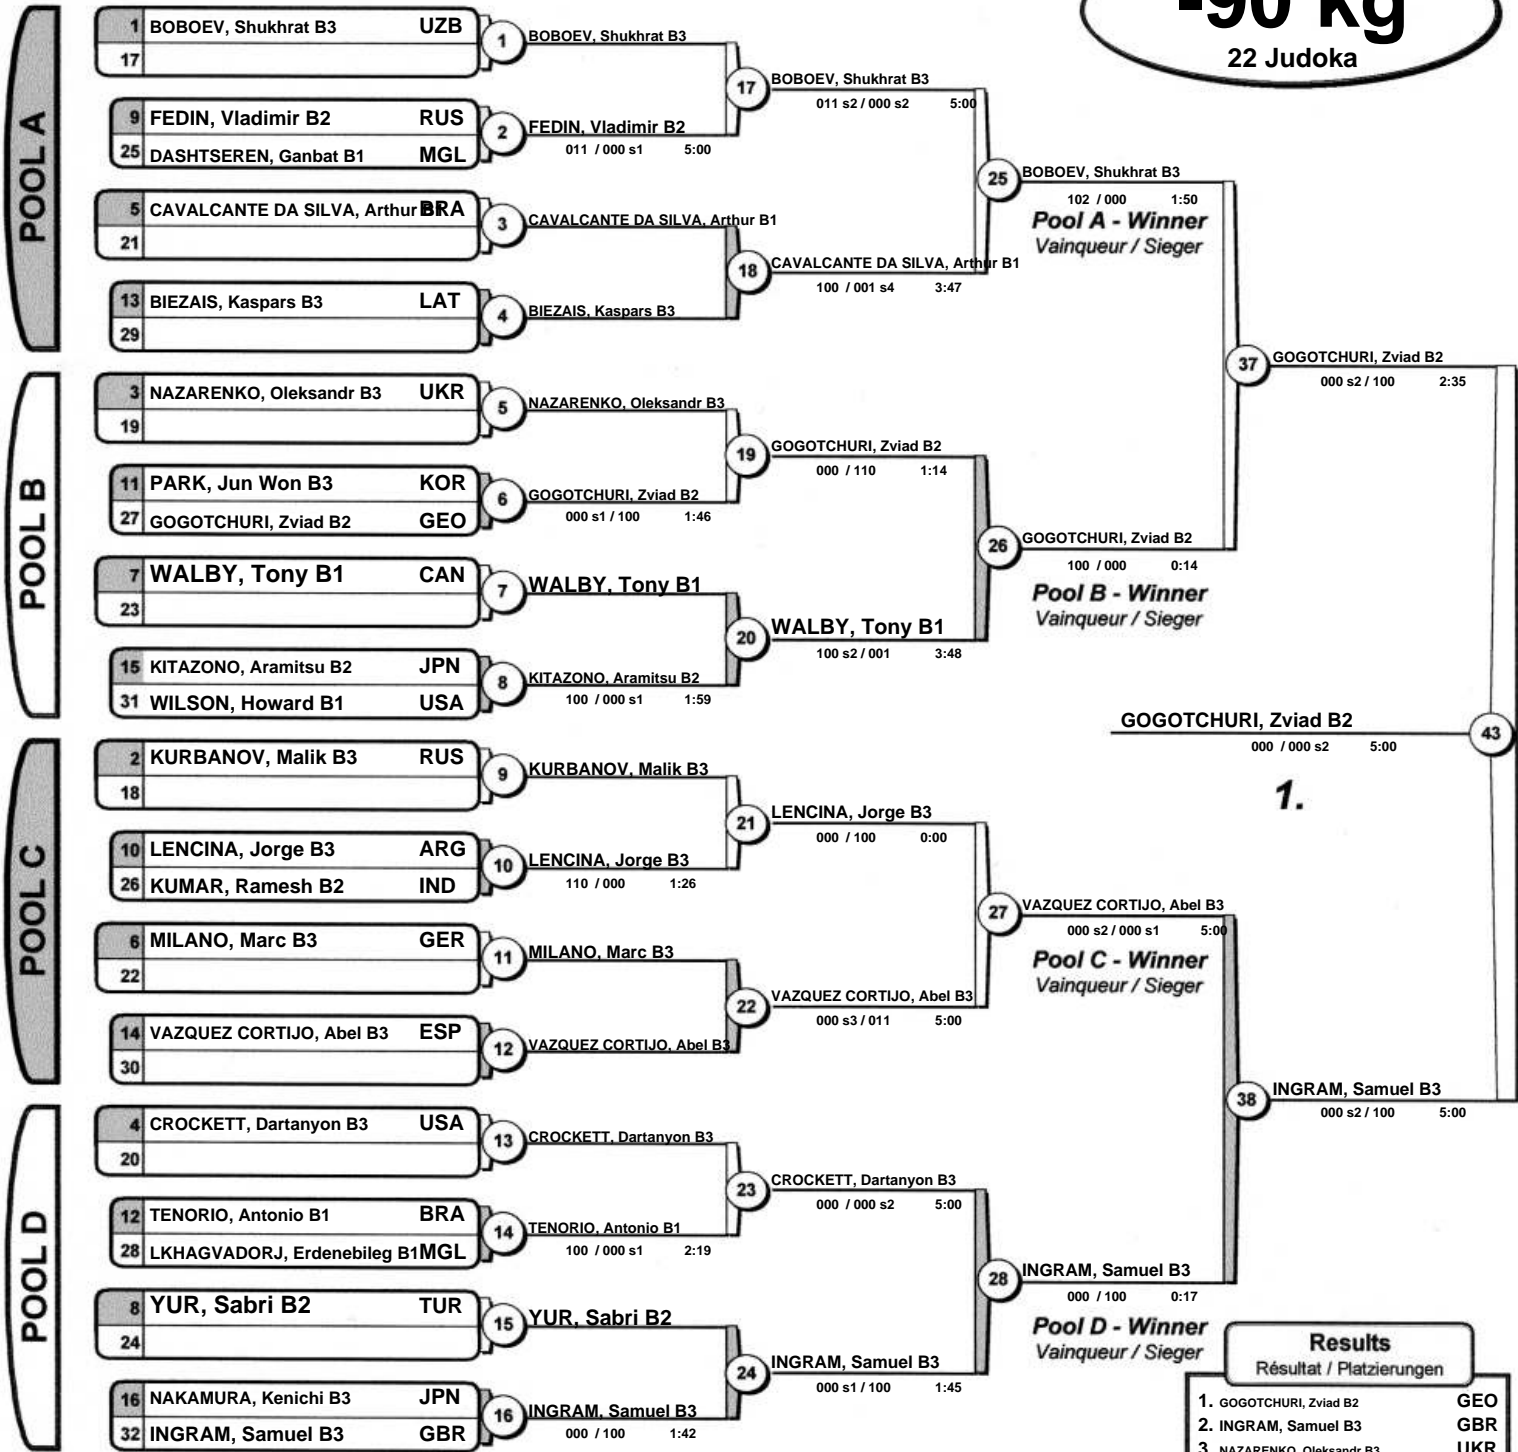 -90 kg
22 Judoka
POOL A
1 BOBOEV, Shukhrat B3 UZB
17
9 FEDIN, Vladimir B2 RUS
25 DASHTSEREN, Ganbat B1 MGL
5 CAVALCANTE DA SILVA, Arthur B1 BRA
21
13 BIEZAIS, Kaspars B3 LAT
29
POOL B
3 NAZARENKO, Oleksandr B3 UKR
19
11 PARK, Jun Won B3 KOR
27 GOGOTCHURI, Zviad B2 GEO
7 WALBY, Tony B1 CAN
23
15 KITAZONO, Aramitsu B2 JPN
31 WILSON, Howard B1 USA
POOL C
2 KURBANOV, Malik B3 RUS
18
10 LENCINA, Jorge B3 ARG
26 KUMAR, Ramesh B2 IND
6 MILANO, Marc B3 GER
22
14 VAZQUEZ CORTIJO, Abel B3 ESP
30
POOL D
4 CROCKETT, Dartanyon B3 USA
20
12 TENORIO, Antonio B1 BRA
28 LKHAGVADORJ, Erdenebileg B1 MGL
8 YUR, Sabri B2 TUR
24
16 NAKAMURA, Kenichi B3 JPN
32 INGRAM, Samuel B3 GBR
1 BOBOEV, Shukhrat B3
2 FEDIN, Vladimir B2
011 / 000 s1 5:00
3 CAVALCANTE DA SILVA, Arthur B1
4 BIEZAIS, Kaspars B3
5 NAZARENKO, Oleksandr B3
6 GOGOTCHURI, Zviad B2
000 s1 / 100 1:46
7 WALBY, Tony B1
8 KITAZONO, Aramitsu B2
100 / 000 s1 1:59
9 KURBANOV, Malik B3
10 LENCINA, Jorge B3
110 / 000 1:26
11 MILANO, Marc B3
12 VAZQUEZ CORTIJO, Abel B3
13 CROCKETT, Dartanyon B3
14 TENORIO, Antonio B1
100 / 000 s1 2:19
15 YUR, Sabri B2
16 INGRAM, Samuel B3
000 / 100 1:42
17 BOBOEV, Shukhrat B3
011 s2 / 000 s2 5:00
18 CAVALCANTE DA SILVA, Arthur B1
100 / 001 s4 3:47
19 GOGOTCHURI, Zviad B2
000 / 110 1:14
20 WALBY, Tony B1
100 s2 / 001 3:48
21 LENCINA, Jorge B3
000 / 100 0:00
22 VAZQUEZ CORTIJO, Abel B3
000 s3 / 011 5:00
23 CROCKETT, Dartanyon B3
000 / 000 s2 5:00
24 INGRAM, Samuel B3
000 s1 / 100 1:45
25 BOBOEV, Shukhrat B3
102 / 000 1:50
Pool A - Winner
Vainqueur / Sieger
26 GOGOTCHURI, Zviad B2
100 / 000 0:14
Pool B - Winner
Vainqueur / Sieger
27 VAZQUEZ CORTIJO, Abel B3
000 s2 / 000 s1 5:00
Pool C - Winner
Vainqueur / Sieger
28 INGRAM, Samuel B3
000 / 100 0:17
Pool D - Winner
Vainqueur / Sieger
37 GOGOTCHURI, Zviad B2
000 s2 / 100 2:35
38 INGRAM, Samuel B3
000 s2 / 100 5:00
GOGOTCHURI, Zviad B2 43
000 / 000 s2 5:00
1.
Results
Résultat / Platzierungen
1. GOGOTCHURI, Zviad B2 GEO
2. INGRAM, Samuel B3 GBR
3. NAZARENKO, Oleksandr B3 UKR